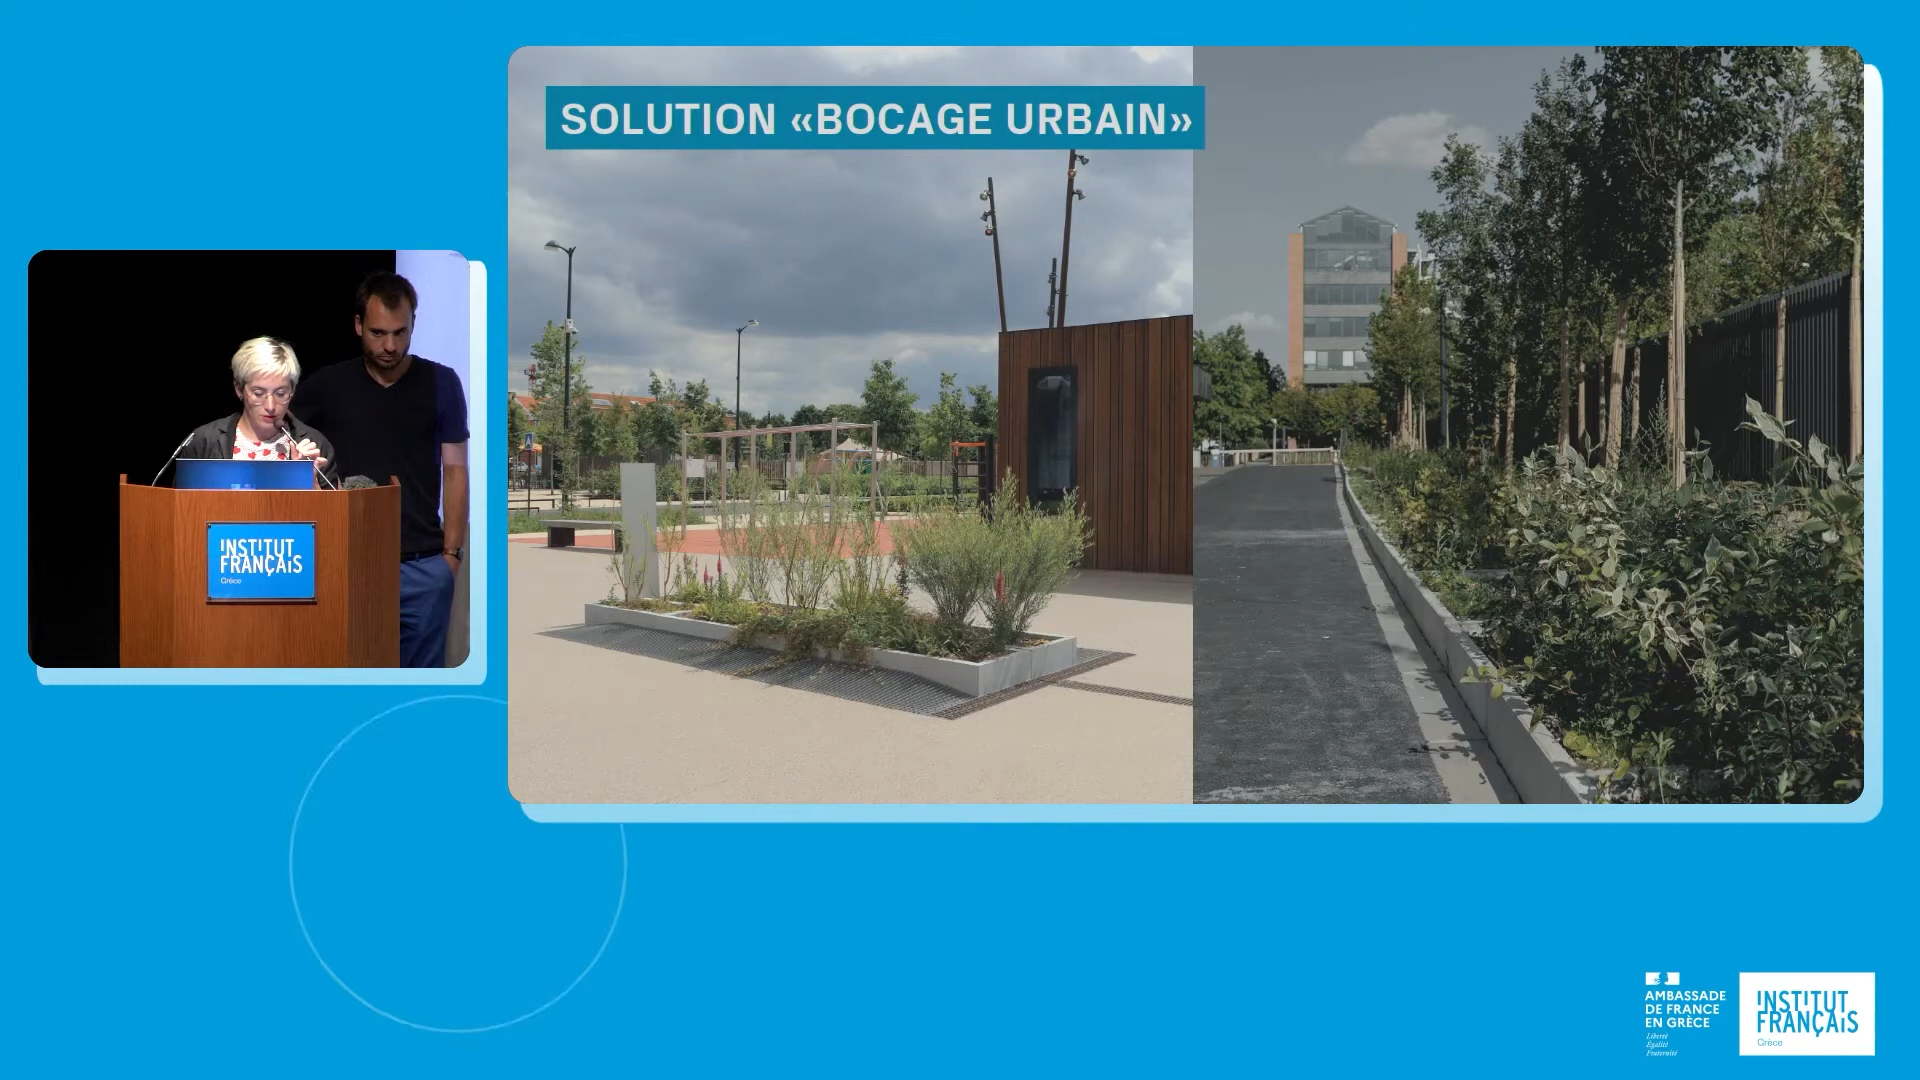 SOLUTION «BOCAGE URBAIN»
INSTITUT
FRANÇAIS
Grèce
AMBASSADE
DE FRANCE
EN GRÈCE
Liberté
Égalité
Fraternité
INSTITUT
FRANÇAIS
Grèce